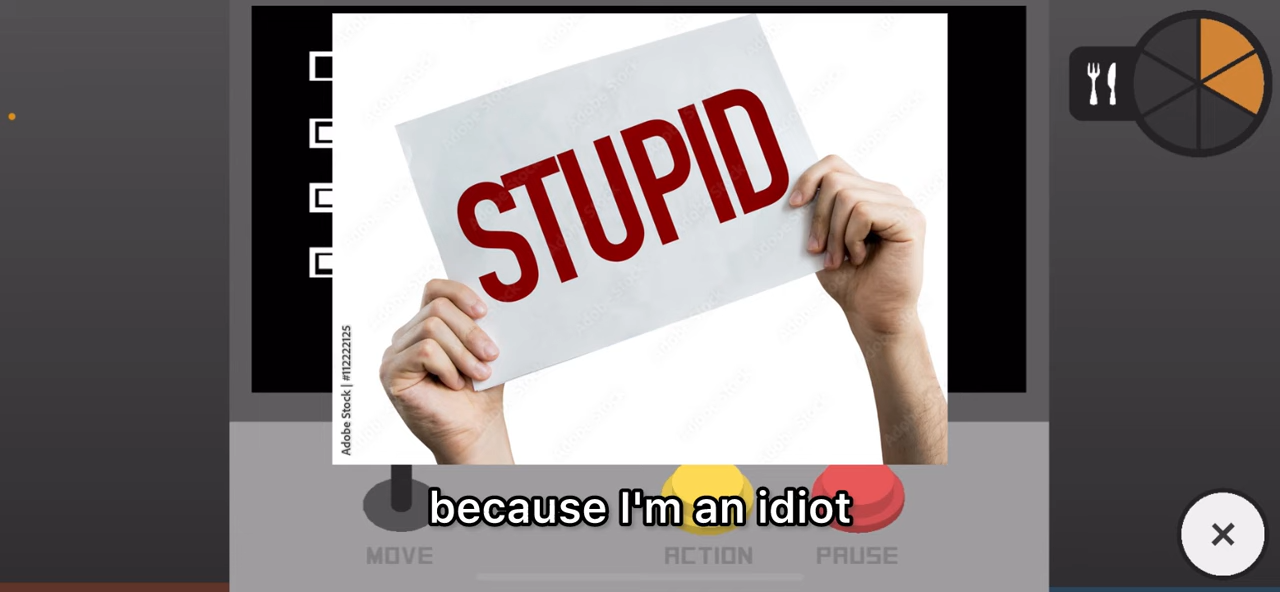 STUPID
Adobe Stock | #112222125
because I'm an idiot
MOVE
ACTION
PAUSE